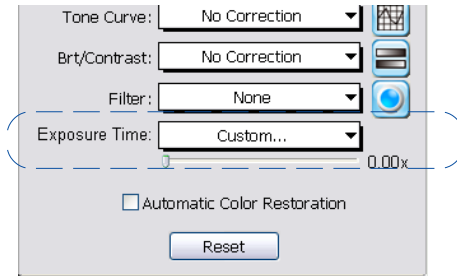 Tone Curve: No Correction
Brt/Contrast: No Correction
Filter: None
Exposure Time: Custom...
0.00x
Automatic Color Restoration
Reset